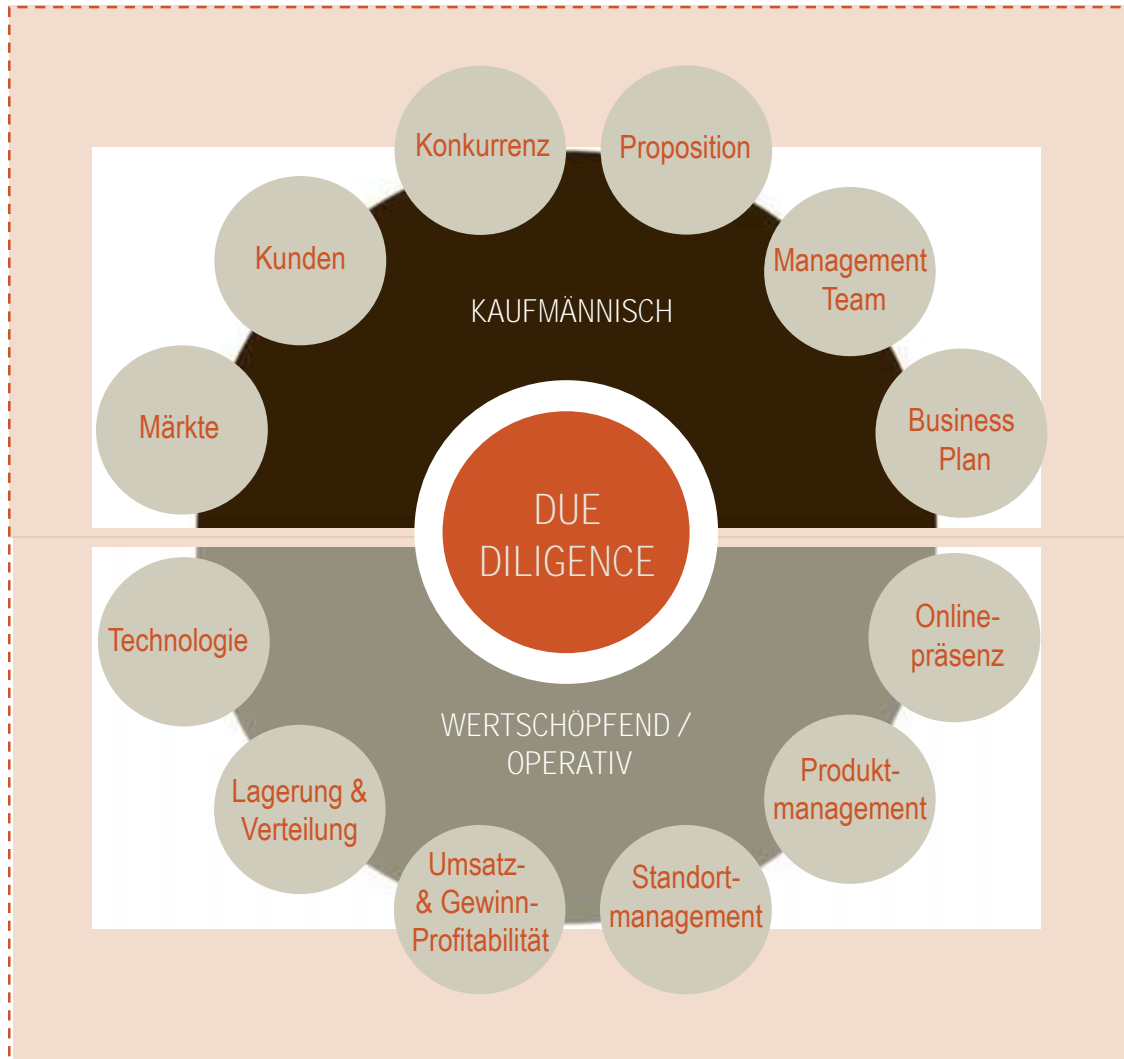 Konkurrenz
Proposition
Kunden
Management
Team
KAUFMÄNNISCH
Märkte
Business
Plan
DUE
DILIGENCE
Technologie
Online-
präsenz
WERTSCHÖPFEND /
OPERATIV
Lagerung &
Verteilung
Produkt-
management
Umsatz-
& Gewinn-
Profitabilität
Standort-
management